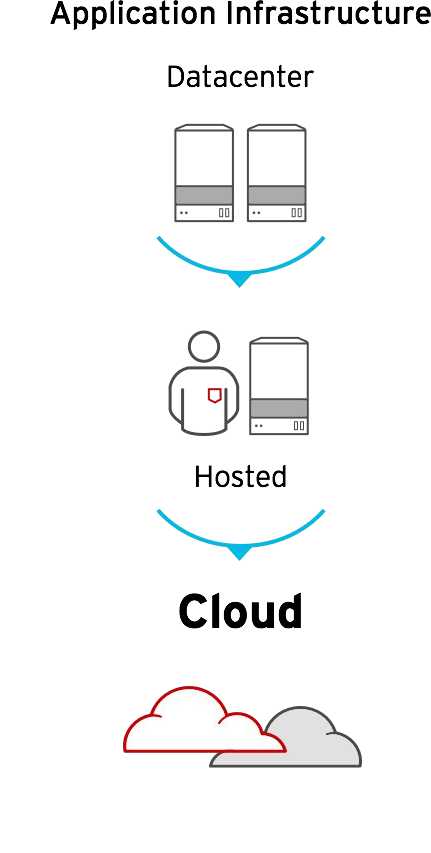 Application Infrastructure
Datacenter
Hosted
Cloud